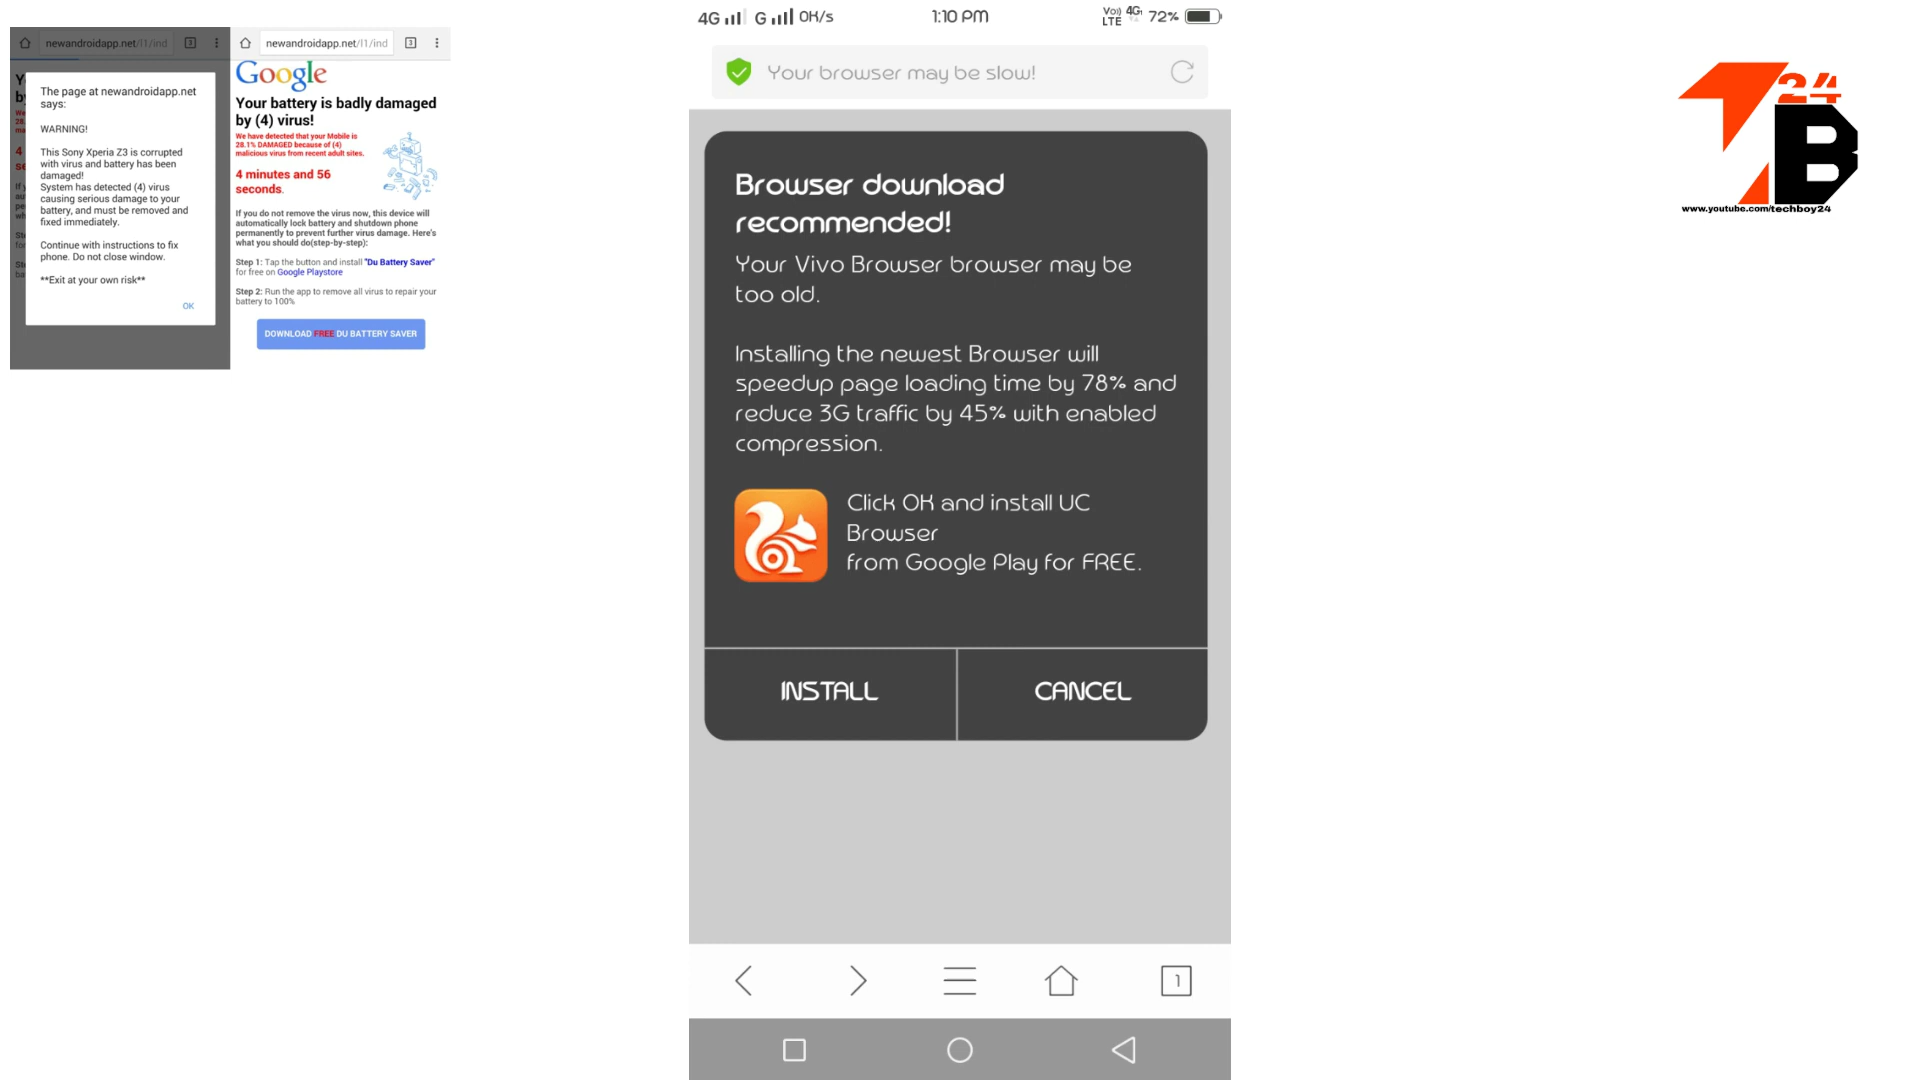 newandroidapp.net/l1/ind
3
The page at newandroidapp.net
says:
WARNING!
This Sony Xperia Z3 is corrupted
with virus and battery has been
damaged!
System has detected (4) virus
causing serious damage to your
battery, and must be removed and
fixed immediately.
Continue with instructions to fix
phone. Do not close window.
**Exit at your own risk**
OK
newandroidapp.net/l1/ind
3
Google
Your battery is badly damaged
by (4) virus!
We have detected that your Mobile is
28.1% DAMAGED because of (4)
malicious virus from recent adult sites.
4 minutes and 56
seconds.
If you do not remove the virus now, this device will
automatically lock battery and shutdown phone
permanently to prevent further virus damage. Here's
what you should do(step-by-step):
Step 1: Tap the button and install "Du Battery Saver"
for free on Google Playstore
Step 2: Run the app to remove all virus to repair your
battery to 100%
DOWNLOAD FREE DU BATTERY SAVER
4G G 0K/s 1:10 PM VoLTE 4G 72%
Your browser may be slow!
Browser download
recommended!
Your Vivo Browser browser may be
too old.
Installing the newest Browser will
speedup page loading time by 78% and
reduce 3G traffic by 45% with enabled
compression.
Click OK and install UC
Browser
from Google Play for FREE.
INSTALL CANCEL
1
24
B
www.youtube.com/techboy24